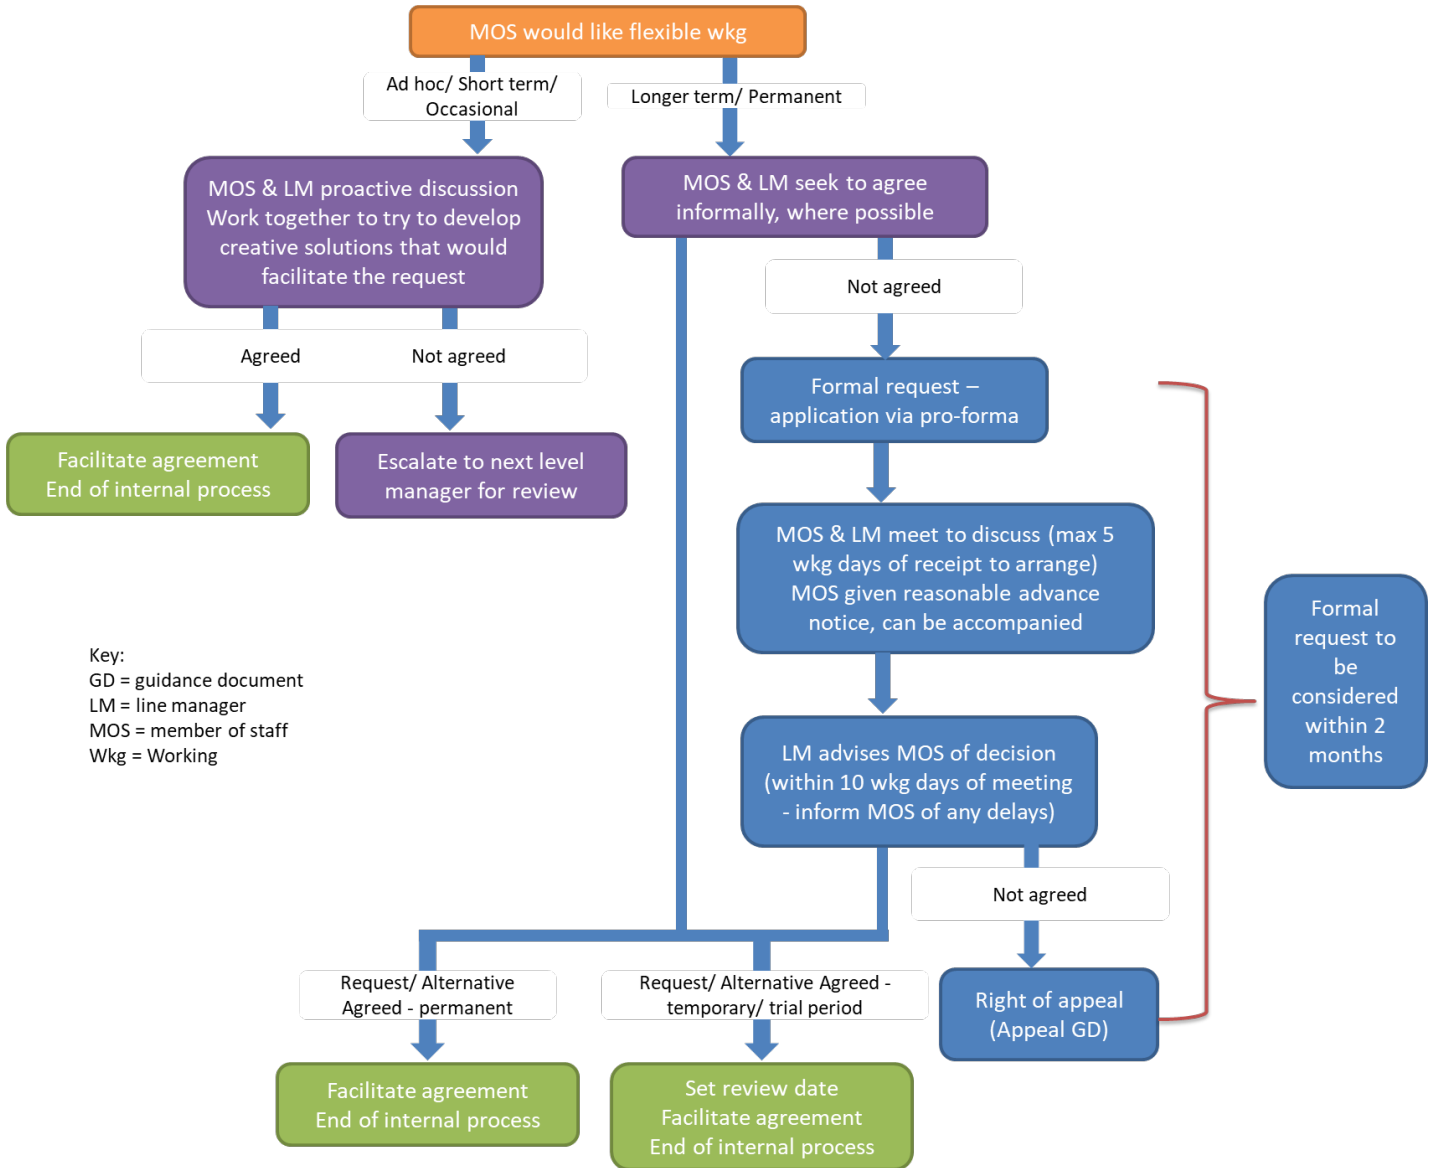 MOS would like flexible wkg
Ad hoc/ Short term/
Occasional
Longer term/ Permanent
MOS & LM proactive discussion
Work together to try to develop
creative solutions that would
facilitate the request
MOS & LM seek to agree
informally, where possible
Not agreed
Agreed
Not agreed
Formal request –
application via pro-forma
Facilitate agreement
End of internal process
Escalate to next level
manager for review
MOS & LM meet to discuss (max 5
wkg days of receipt to arrange)
MOS given reasonable advance
notice, can be accompanied
Formal
request to
be
considered
within 2
months
Key:
GD = guidance document
LM = line manager
MOS = member of staff
Wkg = Working
LM advises MOS of decision
(within 10 wkg days of meeting
- inform MOS of any delays)
Not agreed
Request/ Alternative
Agreed - permanent
Request/ Alternative Agreed -
temporary/ trial period
Right of appeal
(Appeal GD)
Facilitate agreement
End of internal process
Set review date
Facilitate agreement
End of internal process